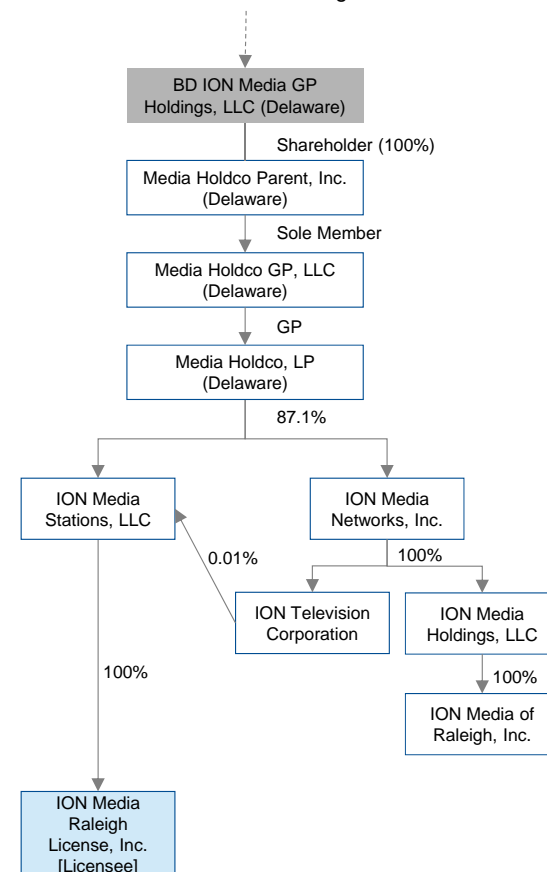 BD ION Media GP
Holdings, LLC (Delaware)
Shareholder (100%)
Media Holdco Parent, Inc.
(Delaware)
Sole Member
Media Holdco GP, LLC
(Delaware)
GP
Media Holdco, LP
(Delaware)
87.1%
ION Media
Stations, LLC
ION Media
Networks, Inc.
0.01%
100%
ION Television
Corporation
ION Media
Holdings, LLC
100%
100%
ION Media of
Raleigh, Inc.
ION Media
Raleigh
License, Inc.
[Licensee]